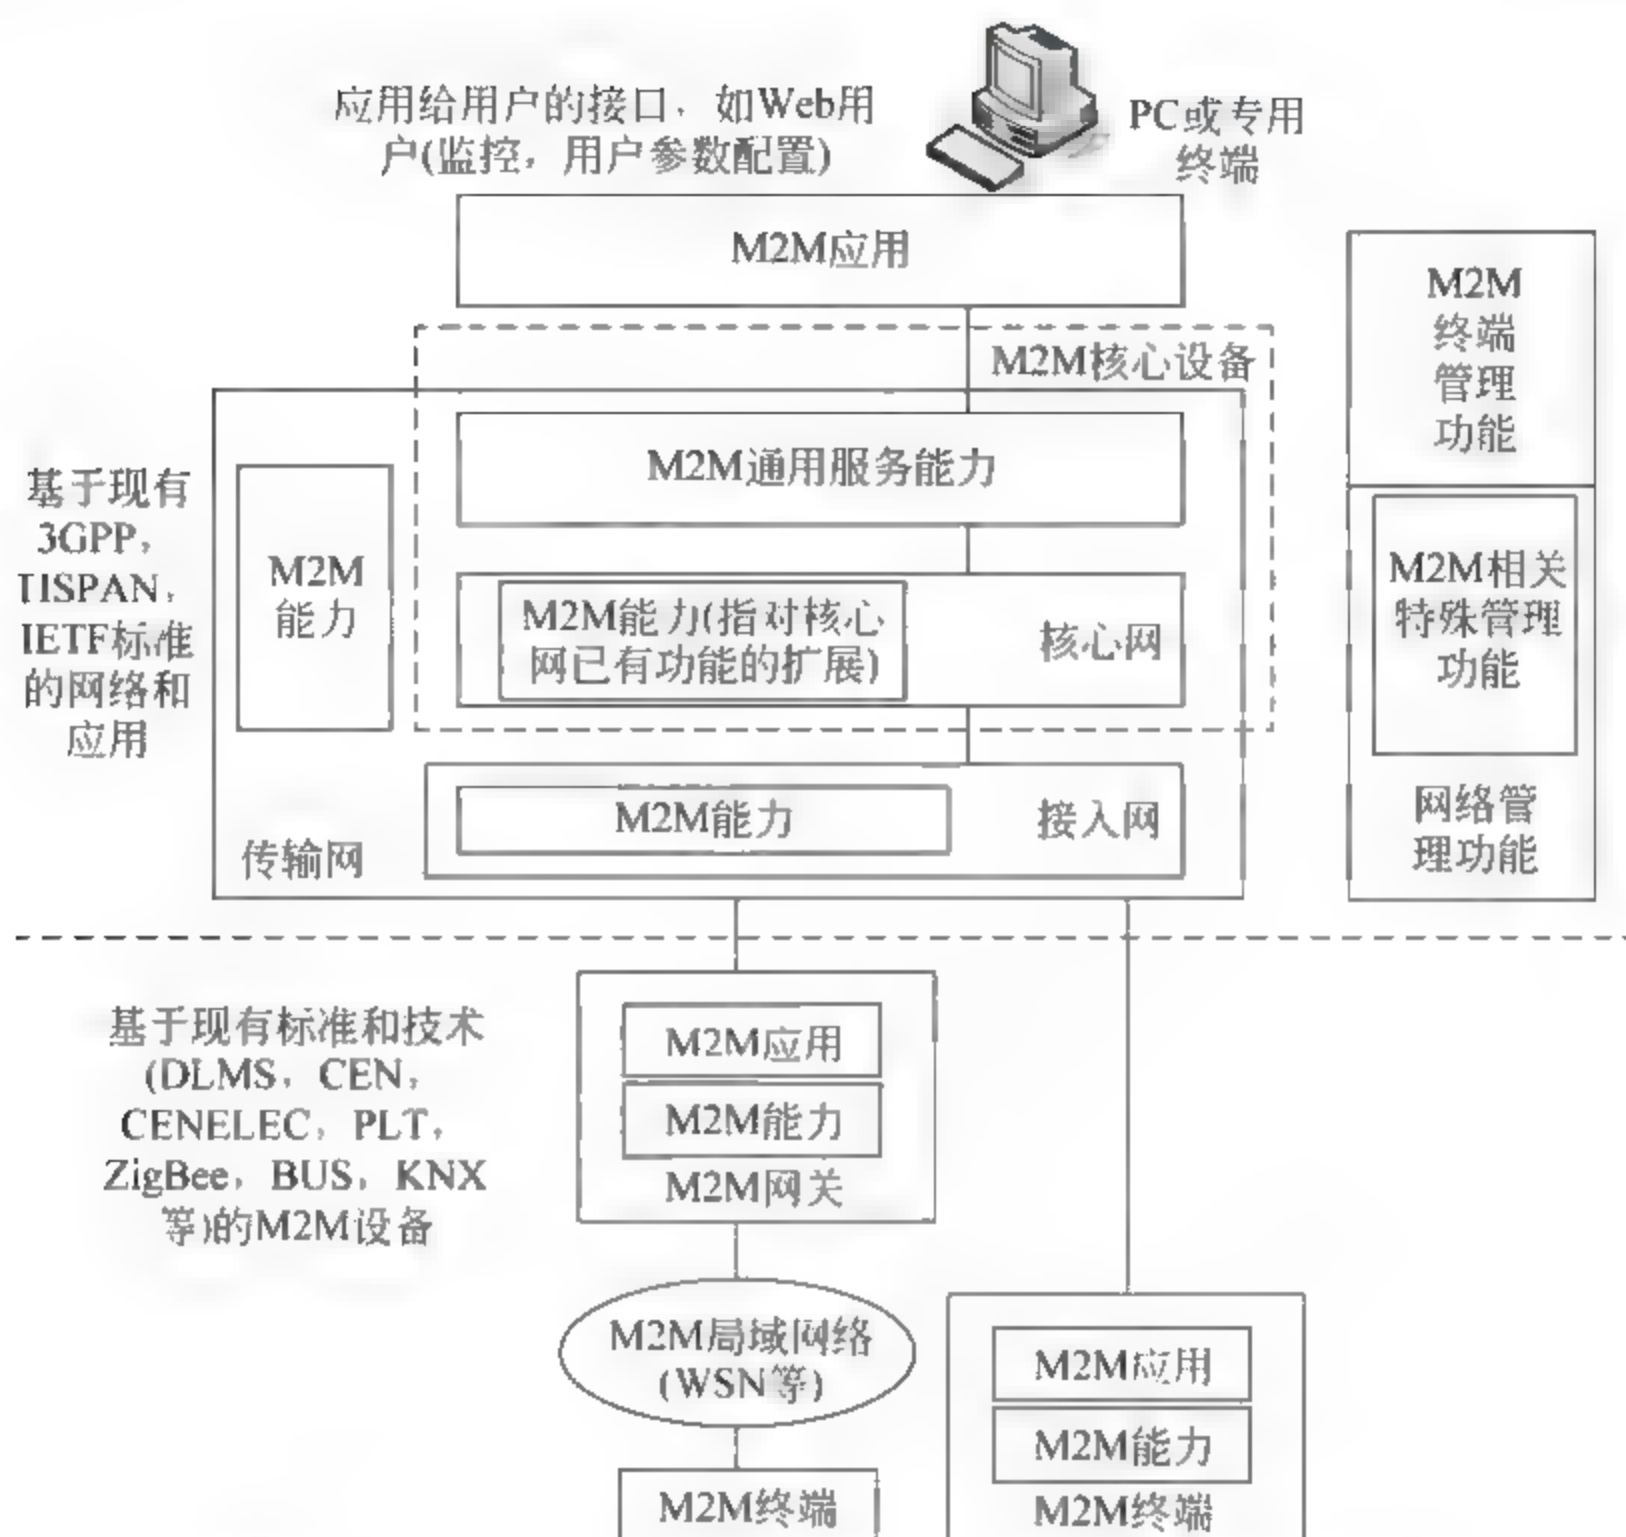 应用给用户的接口，如Web用
户(监控，用户参数配置)
PC或专用
终端
M2M应用
M2M核心设备
M2M通用服务能力
M2M能力(指对核心
网已有功能的扩展)
核心网
M2M
能力
M2M能力
接入网
传输网
基于现有
3GPP，
TISPAN，
IETF标准
的网络和
应用
M2M
终端
管理
功能
M2M相关
特殊管理
功能
网络管
理功能
基于现有标准和技术
(DLMS，CEN，
CENELEC，PLT，
ZigBee，BUS，KNX
等)的M2M设备
M2M应用
M2M能力
M2M网关
M2M局域网络
(WSN等)
M2M终端
M2M应用
M2M能力
M2M终端